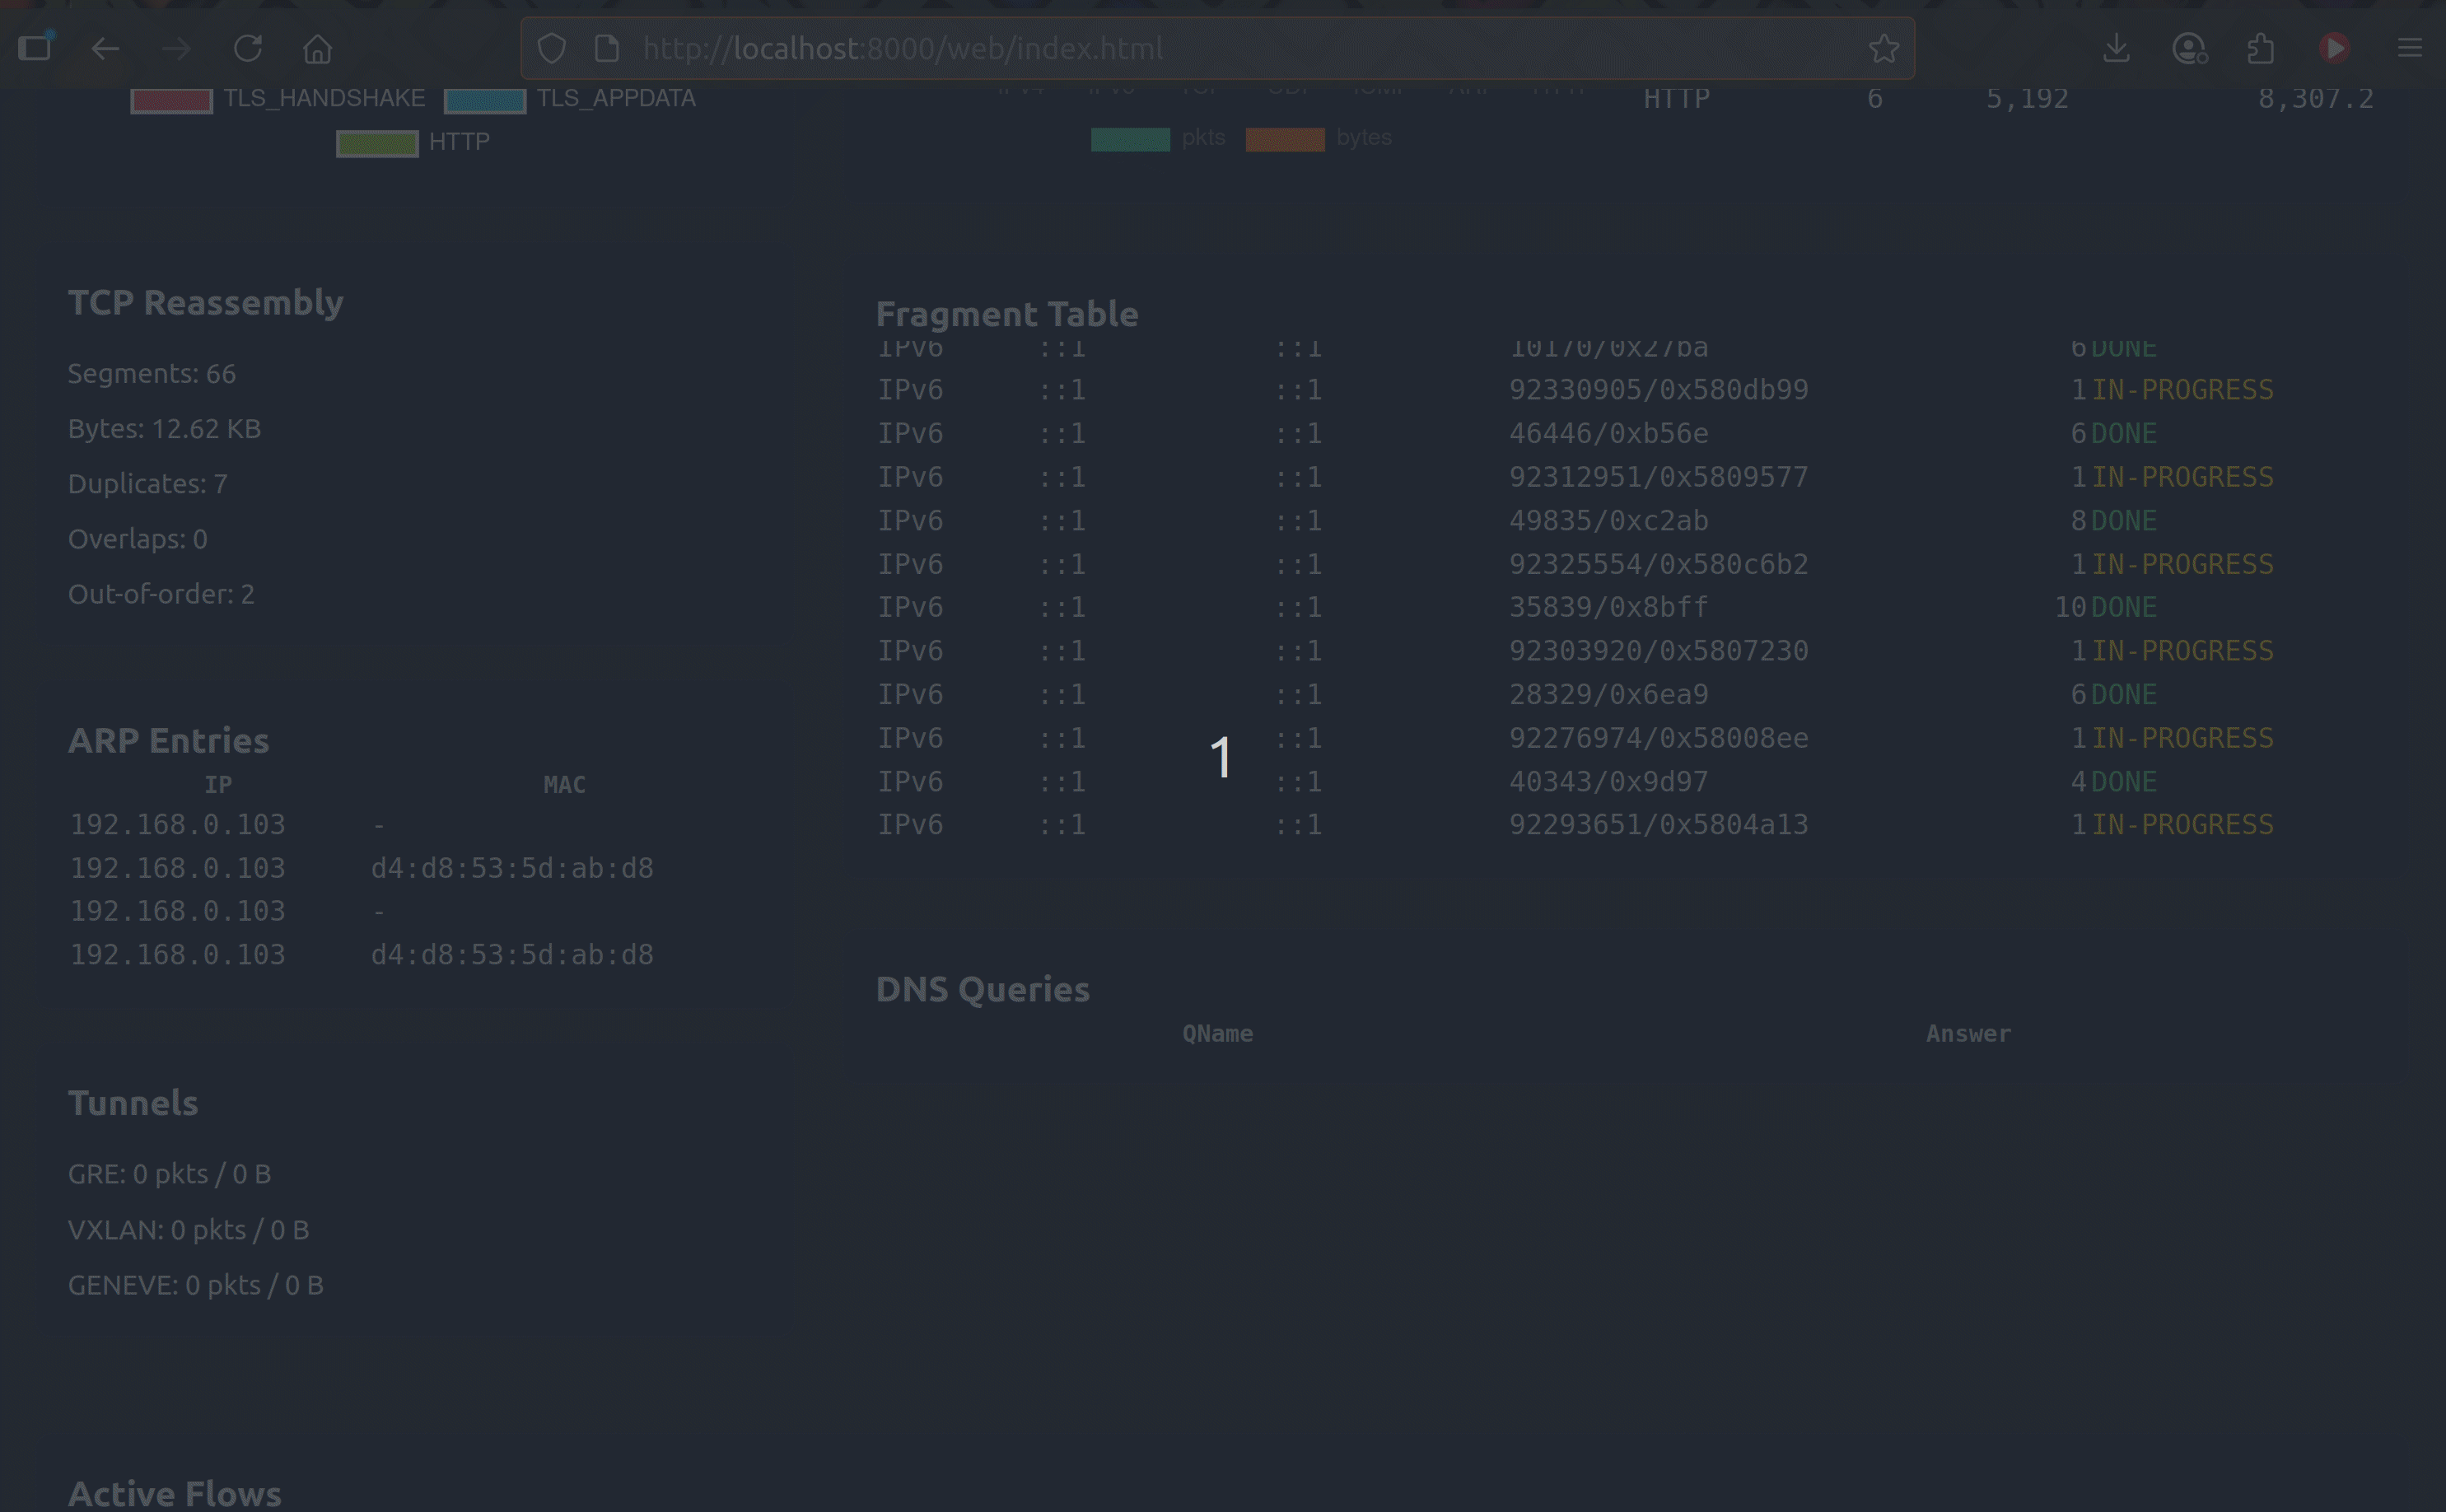 http://localhost:8000/web/index.html
TLS_HANDSHAKE TLS_APPDATA
HTTP
IPv4 IPv6 TCP UDP ICMP ARP HTTP
pkts bytes
HTTP 6 5,192 8,307.2
TCP Reassembly
Segments: 66
Bytes: 12.62 KB
Duplicates: 7
Overlaps: 0
Out-of-order: 2
Fragment Table
IPv6 ::1 ::1 10170/0x27ba 6 DONE
IPv6 ::1 ::1 92330905/0x580db99 1 IN-PROGRESS
IPv6 ::1 ::1 46446/0xb56e 6 DONE
IPv6 ::1 ::1 92312951/0x5809577 1 IN-PROGRESS
IPv6 ::1 ::1 49835/0xc2ab 8 DONE
IPv6 ::1 ::1 92325554/0x580c6b2 1 IN-PROGRESS
IPv6 ::1 ::1 35839/0x8bff 10 DONE
IPv6 ::1 ::1 92303920/0x5807230 1 IN-PROGRESS
IPv6 ::1 ::1 28329/0x6ea9 6 DONE
IPv6 ::1 ::1 92276974/0x58008ee 1 IN-PROGRESS
1
IPv6 ::1 ::1 40343/0x9d97 4 DONE
IPv6 ::1 ::1 92293651/0x5804a13 1 IN-PROGRESS
ARP Entries
IP MAC
192.168.0.103 -
192.168.0.103 d4:d8:53:5d:ab:d8
192.168.0.103 -
192.168.0.103 d4:d8:53:5d:ab:d8
DNS Queries
QName Answer
Tunnels
GRE: 0 pkts / 0 B
VXLAN: 0 pkts / 0 B
GENEVE: 0 pkts / 0 B
Active Flows